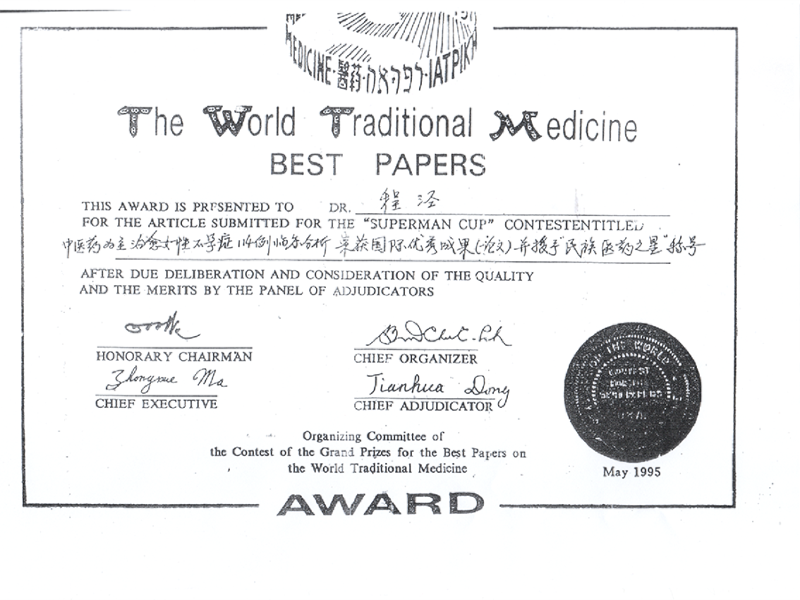 MEDICINE·醫药·רפואה·IATPIKH
The World Traditional Medicine
BEST PAPERS
THIS AWARD IS PRESENTED TO DR. 程泾
FOR THE ARTICLE SUBMITTED FOR THE "SUPERMAN CUP" CONTESTENTITLED
中医药为主治愈女性不孕症114例临床分析 荣获国际优秀成果(论文)并授予"民族医药之星"称号
AFTER DUE DELIBERATION AND CONSIDERATION OF THE QUALITY
AND THE MERITS BY THE PANEL OF ADJUDICATORS
HONORARY CHAIRMAN
CHIEF ORGANIZER
Zhongxue Ma
Jianhua Dong
CHIEF EXECUTIVE
CHIEF ADJUDICATOR
Organizing Committee of
the Contest of the Grand Prizes for the Best Papers on
the World Traditional Medicine
May 1995
AWARD